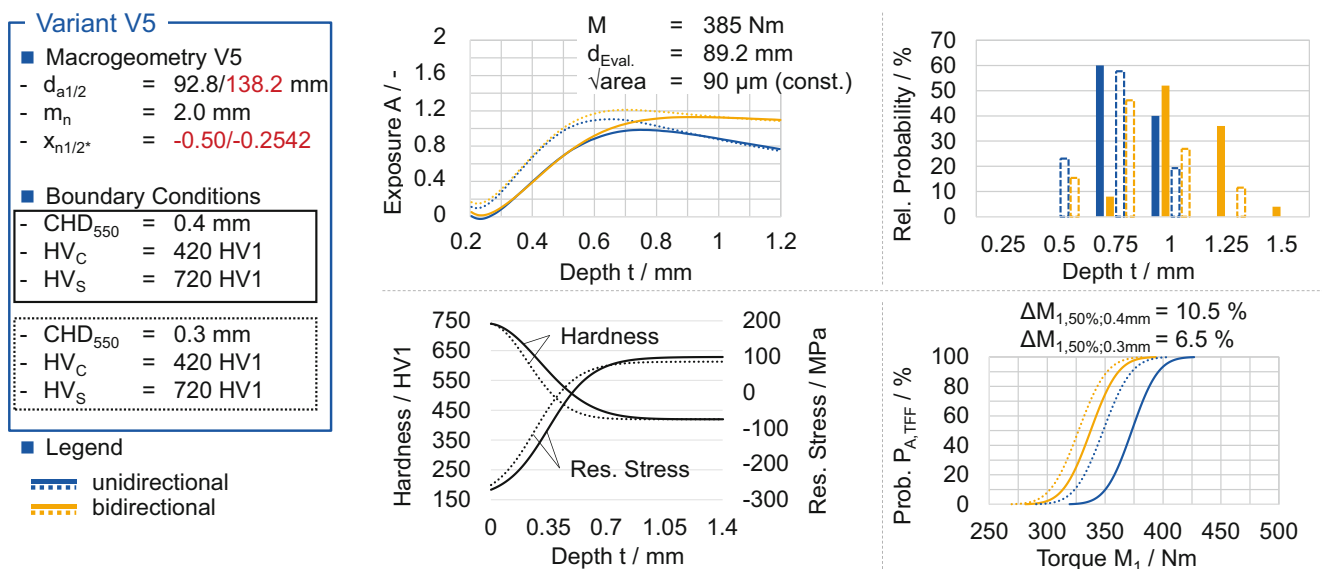 Variant V5
■ Macrogeometry V5
- d_a1/2 = 92.8/138.2 mm
- m_n = 2.0 mm
- x_n1/2* = -0.50/-0.2542
■ Boundary Conditions
- CHD_550 = 0.4 mm
- HV_C = 420 HV1
- HV_S = 720 HV1
- CHD_550 = 0.3 mm
- HV_C = 420 HV1
- HV_S = 720 HV1
■ Legend
unidirectional
bidirectional
M = 385 Nm
d_Eval. = 89.2 mm
√area = 90 µm (const.)
Exposure A / -
2
1.6
1.2
0.8
0.4
0
0.2 0.4 0.6 0.8 1 1.2
Depth t / mm
Rel. Probability / %
70
60
50
40
30
20
10
0
0.25 0.5 0.75 1 1.25 1.5
Depth t / mm
Hardness / HV1
750
650
550
450
350
250
150
Hardness
Res. Stress
200
100
0
-100
-200
-300
Res. Stress / MPa
0 0.35 0.7 1.05 1.4
Depth t / mm
ΔM_1,50%;0.4mm = 10.5 %
ΔM_1,50%;0.3mm = 6.5 %
Prob. P_A,TFF / %
100
80
60
40
20
0
250 300 350 400 450 500
Torque M_1 / Nm